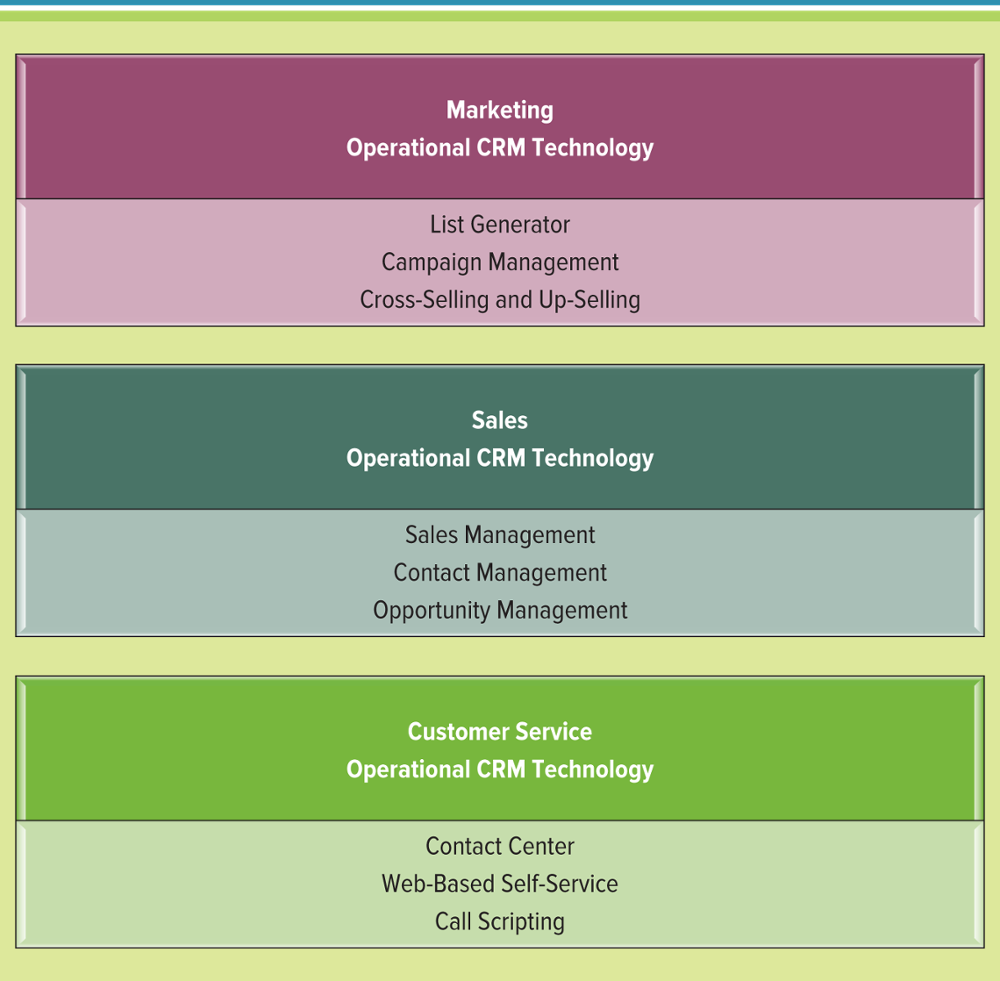 Marketing
Operational CRM Technology
List Generator
Campaign Management
Cross-Selling and Up-Selling
Sales
Operational CRM Technology
Sales Management
Contact Management
Opportunity Management
Customer Service
Operational CRM Technology
Contact Center
Web-Based Self-Service
Call Scripting